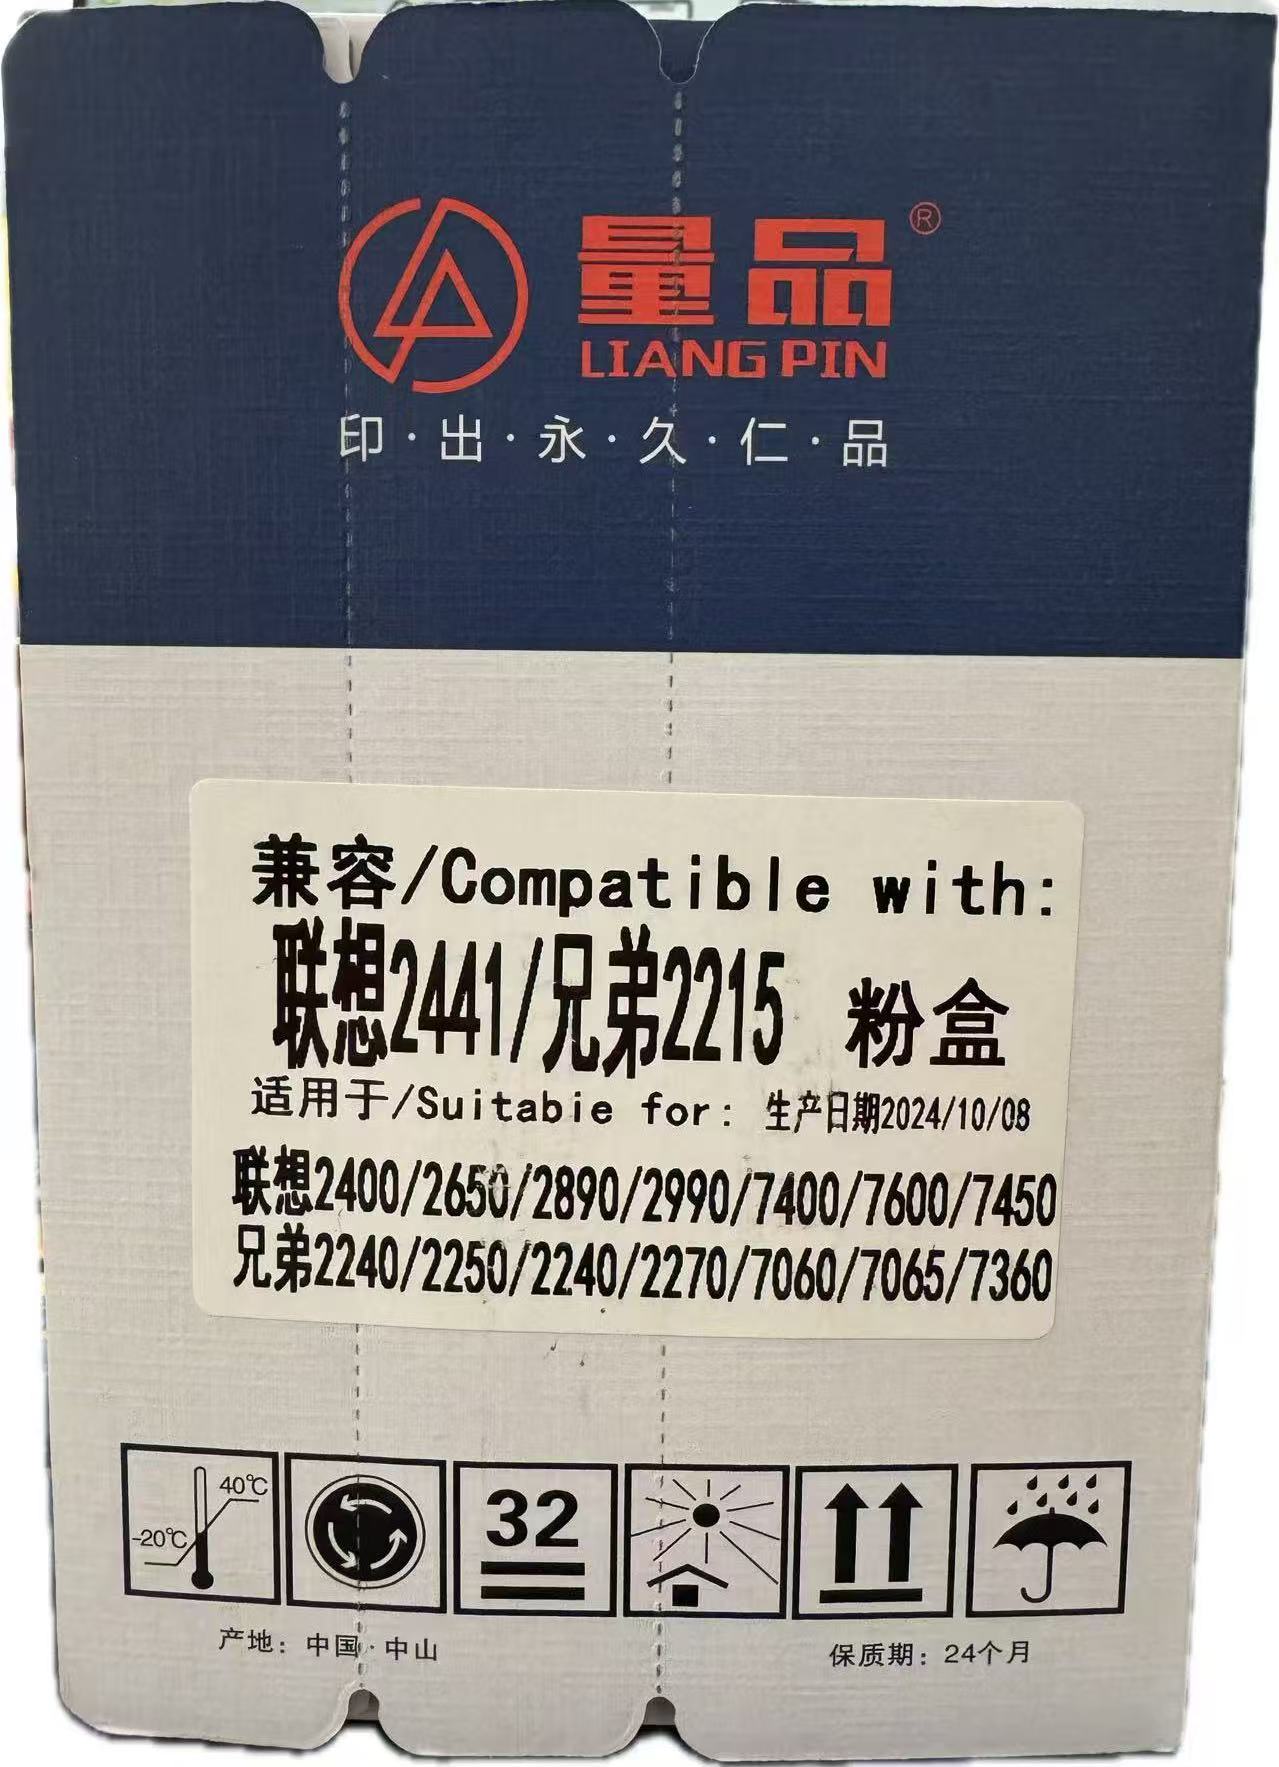 量品®
LIANG PIN
印·出·永·久·仁·品
兼容/Compatible with:
联想2441/兄弟2215 粉盒
适用于/Suitabie for: 生产日期2024/10/08
联想2400/2650/2890/2990/7400/7600/7450
兄弟2240/2250/2240/2270/7060/7065/7360
40℃
-20℃
32
产地：中国·中山
保质期：24个月